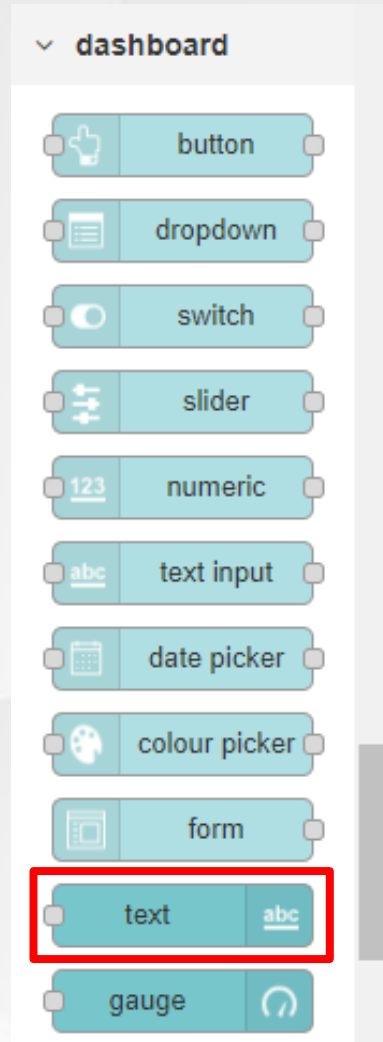 dashboard
button
dropdown
switch
slider
123 numeric
abc text input
date picker
colour picker
form
text abc
gauge